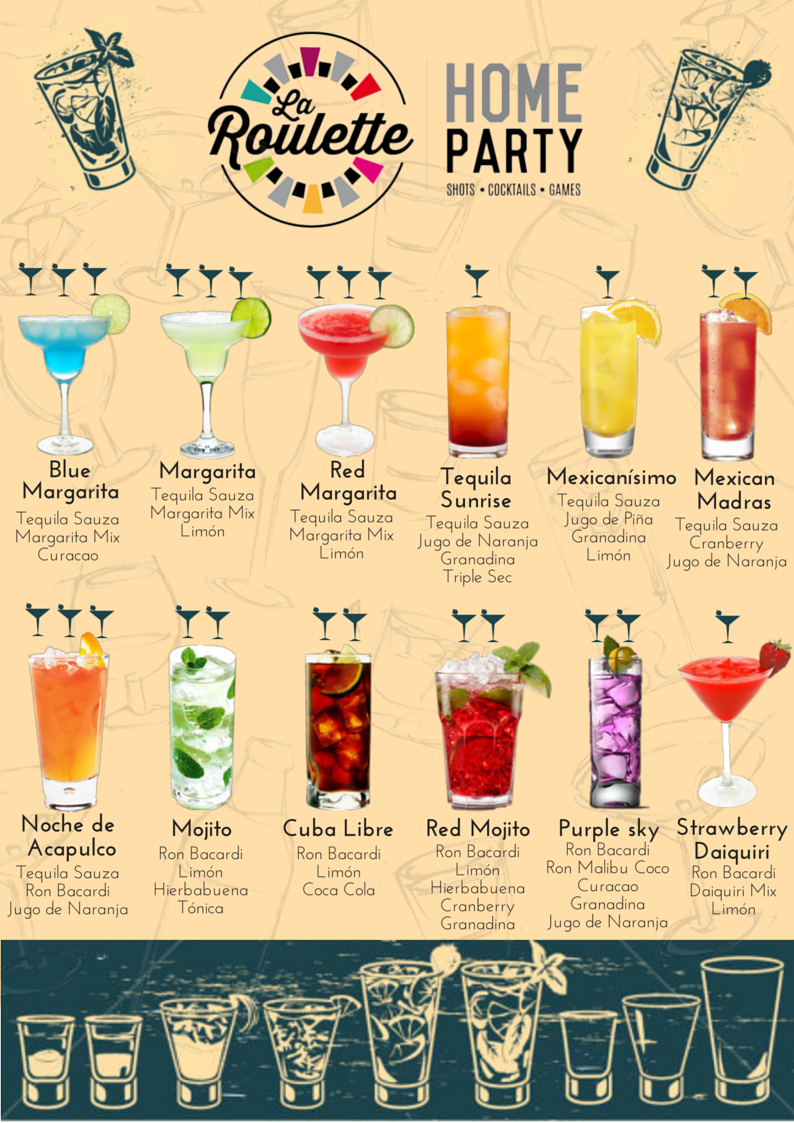 La
Roulette
HOME
PARTY
SHOTS • COCKTAILS • GAMES
Blue
Margarita
Tequila Sauza
Margarita Mix
Curacao
Margarita
Tequila Sauza
Margarita Mix
Limón
Red
Margarita
Tequila Sauza
Margarita Mix
Limón
Tequila
Sunrise
Tequila Sauza
Jugo de Naranja
Granadina
Triple Sec
Mexicanísimo
Tequila Sauza
Jugo de Piña
Granadina
Limón
Mexican
Madras
Tequila Sauza
Cranberry
Jugo de Naranja
Noche de
Acapulco
Tequila Sauza
Ron Bacardi
Jugo de Naranja
Mojito
Ron Bacardi
Limón
Hierbabuena
Tónica
Cuba Libre
Ron Bacardi
Limón
Coca Cola
Red Mojito
Ron Bacardi
Limón
Hierbabuena
Cranberry
Granadina
Purple sky
Ron Bacardi
Ron Malibu Coco
Curacao
Granadina
Jugo de Naranja
Strawberry
Daiquiri
Ron Bacardi
Daiquiri Mix
Limón